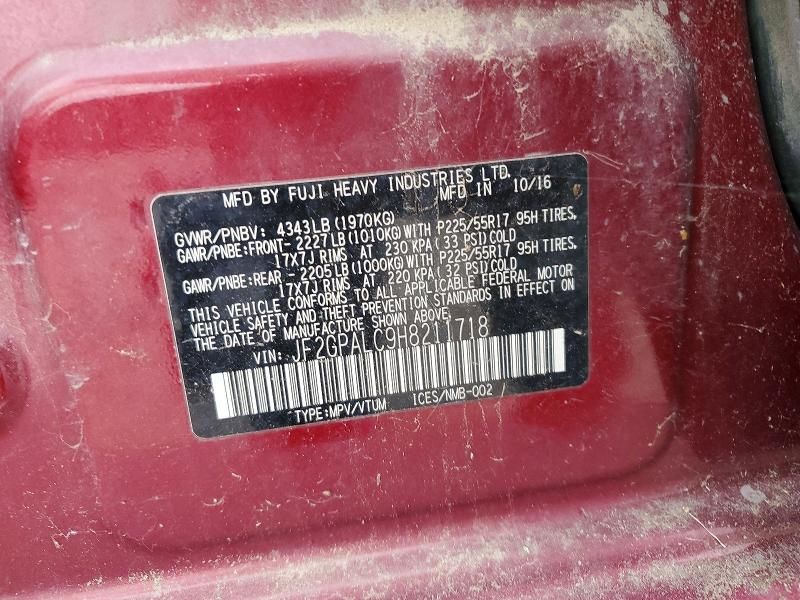 MFD BY FUJI HEAVY INDUSTRIES LTD.
MFD IN 10/16
GVWR/PNBV: 4343LB(1970KG)
GAWR/PNBE:FRONT- 2227LB(1010KG)WITH P225/55R17 95H TIRES,
17X7J RIMS, AT 230 KPA(33 PSI)COLD
GAWR/PNBE:REAR - 2205LB(1000KG)WITH P225/55R17 95H TIRES,
17X7J RIMS, AT 220 KPA(32 PSI)COLD
THIS VEHICLE CONFORMS TO ALL APPLICABLE FEDERAL MOTOR
VEHICLE SAFETY AND THEFT PREVENTION STANDARDS IN EFFECT ON
THE DATE OF MANUFACTURE SHOWN ABOVE.
VIN: JF2GPALC9H8211718
TYPE:MPV/VTUM ICES/NMB-002